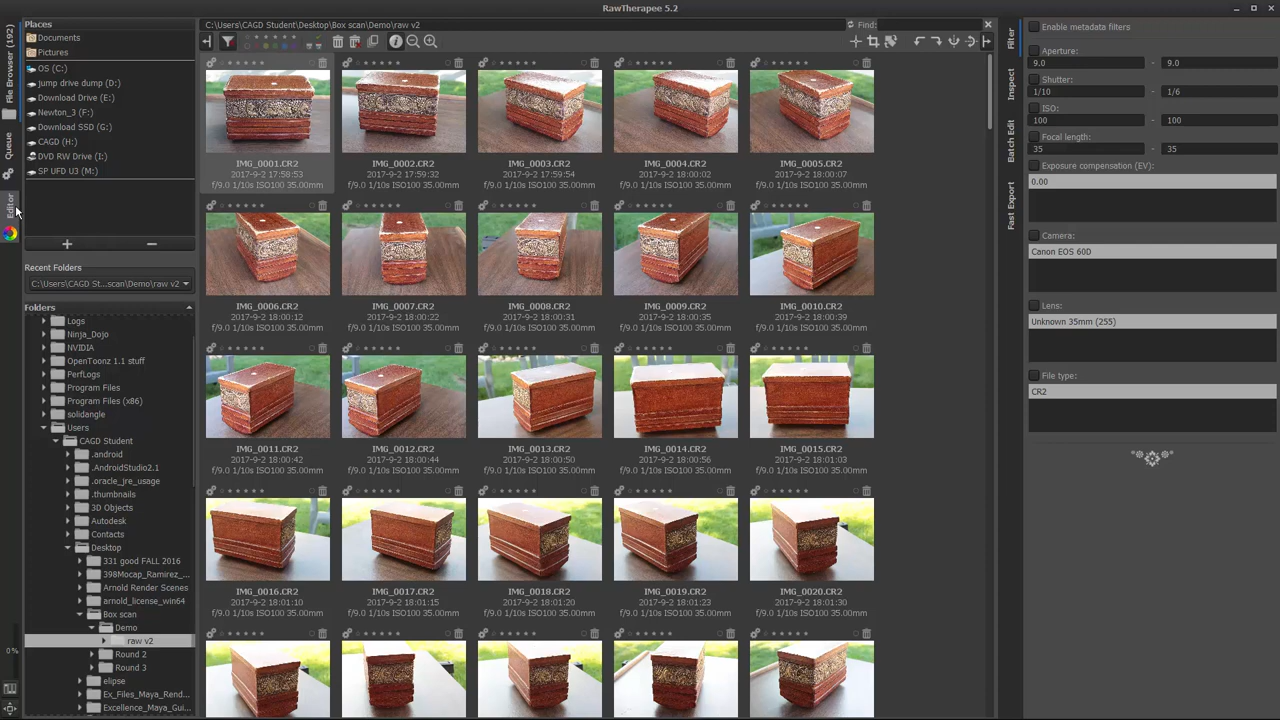 RawTherapee 5.2
File Browser (192)
Queue
Editor
0%
Places
Documents
Pictures
OS (C:)
jump drive dump (D:)
Download Drive (E:)
Newton_3 (F:)
Download SSD (G:)
CAGD (H:)
DVD RW Drive (I:)
SP UFD U3 (M:)
Recent Folders
C:\Users\CAGD St...scan\Demo\raw v2
Folders
Logs
Ninja_Dojo
NVIDIA
OpenToonz 1.1 stuff
PerfLogs
Program Files
Program Files (x86)
solidangle
Users
CAGD Student
.android
.AndroidStudio2.1
.oracle_jre_usage
.thumbnails
3D Objects
Autodesk
Contacts
Desktop
331 good FALL 2016
398Mocap_Ramirez_...
Arnold Render Scenes
arnold_license_win64
Box scan
Demo
raw v2
Round 2
Round 3
elipse
Ex_Files_Maya_Rend...
Excellence_Maya_Gui...
C:\Users\CAGD Student\Desktop\Box scan\Demo\raw v2
Find:
IMG_0001.CR2 IMG_0002.CR2 IMG_0003.CR2 IMG_0004.CR2 IMG_0005.CR2
2017-9-2 17:58:53 2017-9-2 17:59:32 2017-9-2 17:59:54 2017-9-2 18:00:02 2017-9-2 18:00:07
f/9.0 1/10s ISO100 35.00mm f/9.0 1/10s ISO100 35.00mm f/9.0 1/10s ISO100 35.00mm f/9.0 1/10s ISO100 35.00mm f/9.0 1/10s ISO100 35.00mm
IMG_0006.CR2 IMG_0007.CR2 IMG_0008.CR2 IMG_0009.CR2 IMG_0010.CR2
2017-9-2 18:00:12 2017-9-2 18:00:22 2017-9-2 18:00:31 2017-9-2 18:00:35 2017-9-2 18:00:39
f/9.0 1/10s ISO100 35.00mm f/9.0 1/10s ISO100 35.00mm f/9.0 1/10s ISO100 35.00mm f/9.0 1/10s ISO100 35.00mm f/9.0 1/10s ISO100 35.00mm
IMG_0011.CR2 IMG_0012.CR2 IMG_0013.CR2 IMG_0014.CR2 IMG_0015.CR2
2017-9-2 18:00:42 2017-9-2 18:00:44 2017-9-2 18:00:50 2017-9-2 18:00:56 2017-9-2 18:01:03
f/9.0 1/10s ISO100 35.00mm f/9.0 1/10s ISO100 35.00mm f/9.0 1/10s ISO100 35.00mm f/9.0 1/10s ISO100 35.00mm f/9.0 1/10s ISO100 35.00mm
IMG_0016.CR2 IMG_0017.CR2 IMG_0018.CR2 IMG_0019.CR2 IMG_0020.CR2
2017-9-2 18:01:10 2017-9-2 18:01:15 2017-9-2 18:01:20 2017-9-2 18:01:23 2017-9-2 18:01:30
f/9.0 1/10s ISO100 35.00mm f/9.0 1/10s ISO100 35.00mm f/9.0 1/10s ISO100 35.00mm f/9.0 1/10s ISO100 35.00mm f/9.0 1/10s ISO100 35.00mm
Filter
Inspect
Batch Edit
Fast Export
Enable metadata filters
Aperture:
9.0 - 9.0
Shutter:
1/10 - 1/6
ISO:
100 - 100
Focal length:
35 - 35
Exposure compensation (EV):
0.00
Camera:
Canon EOS 60D
Lens:
Unknown 35mm (255)
File type:
CR2